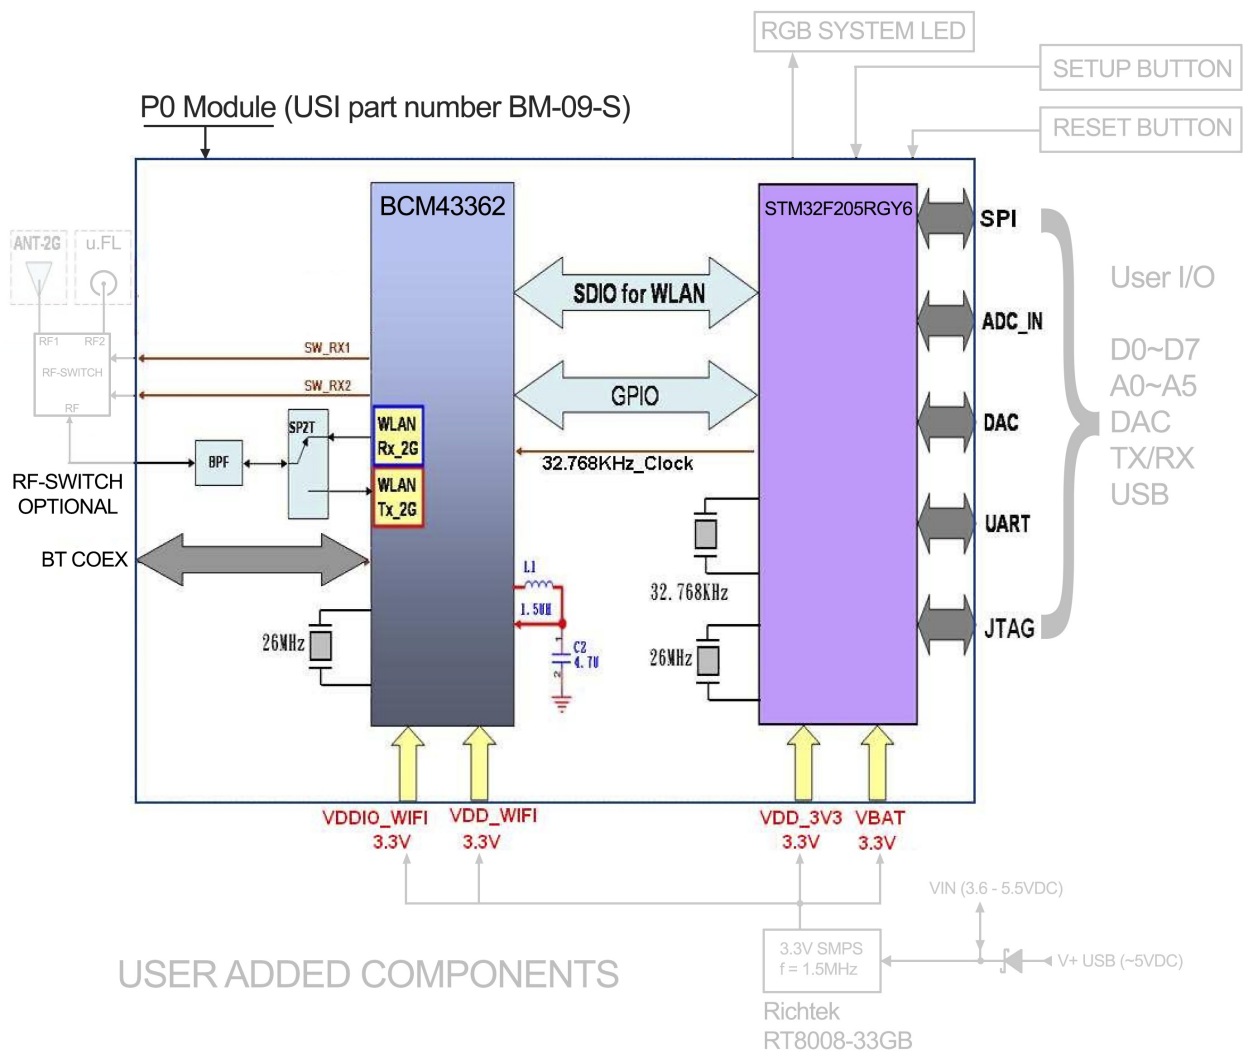 RGB SYSTEM LED
SETUP BUTTON
RESET BUTTON
P0 Module (USI part number BM-09-S)
BCM43362
STM32F205RGY6
SPI
ADC_IN
DAC
UART
JTAG
User I/O
D0~D7
A0~A5
DAC
TX/RX
USB
ANT-2G
u.FL
RF1
RF2
RF-SWITCH
RF
SW_RX1
SW_RX2
SDIO for WLAN
GPIO
32.768KHz_Clock
SP2T
BPF
WLAN
Rx_2G
WLAN
Tx_2G
RF-SWITCH
OPTIONAL
BT COEX
26MHz
L1
1.5UH
1
C2
4.7U
2
32.768KHz
26MHz
VDDIO_WIFI
3.3V
VDD_WIFI
3.3V
VDD_3V3
3.3V
VBAT
3.3V
VIN (3.6 - 5.5VDC)
3.3V SMPS
f = 1.5MHz
V+ USB (~5VDC)
Richtek
RT8008-33GB
USER ADDED COMPONENTS